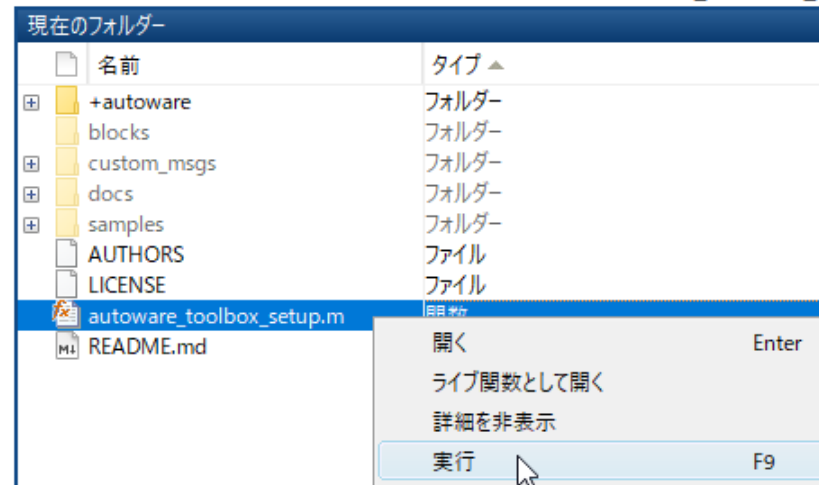 現在のフォルダー
名前 タイプ
+autoware フォルダー
blocks フォルダー
custom_msgs フォルダー
docs フォルダー
samples フォルダー
AUTHORS ファイル
LICENSE ファイル
autoware_toolbox_setup.m 関数
README.md
開く Enter
ライブ関数として開く
詳細を非表示
実行 F9